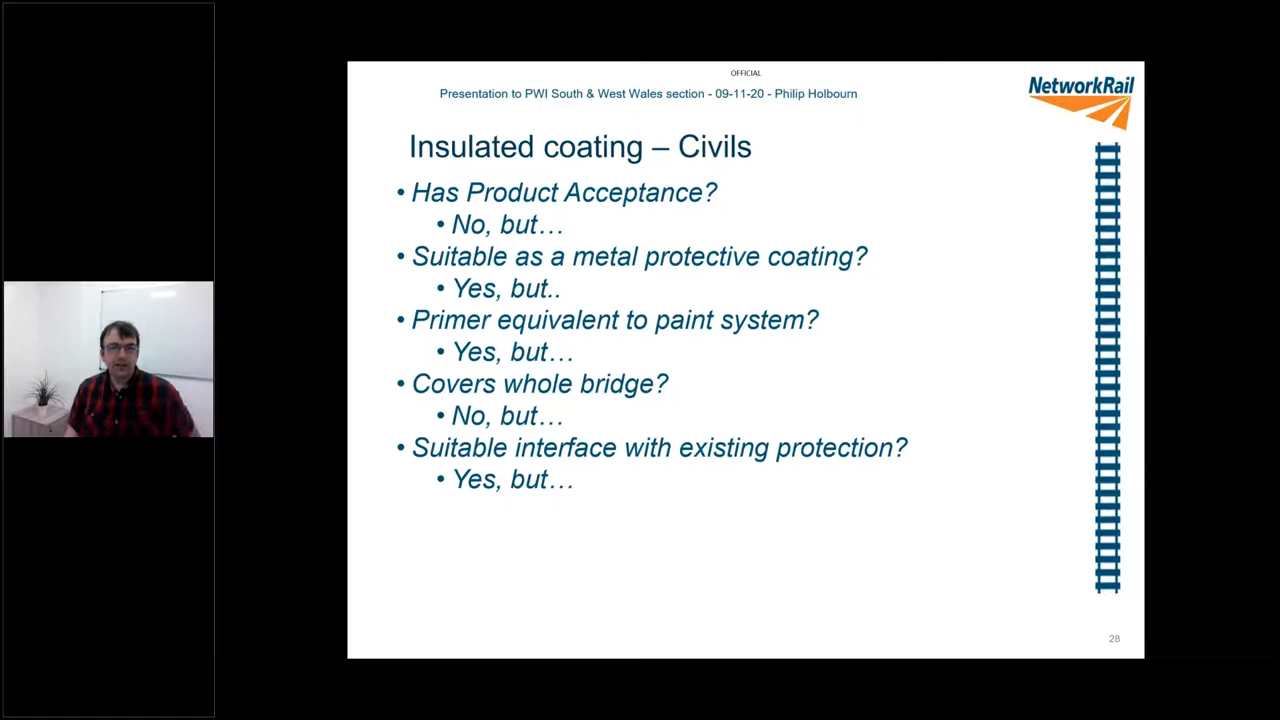 OFFICIAL
Presentation to PWI South & West Wales section - 09-11-20 - Philip Holbourn
NetworkRail
Insulated coating – Civils
• Has Product Acceptance?
• No, but…
• Suitable as a metal protective coating?
• Yes, but..
• Primer equivalent to paint system?
• Yes, but…
• Covers whole bridge?
• No, but…
• Suitable interface with existing protection?
• Yes, but…
28